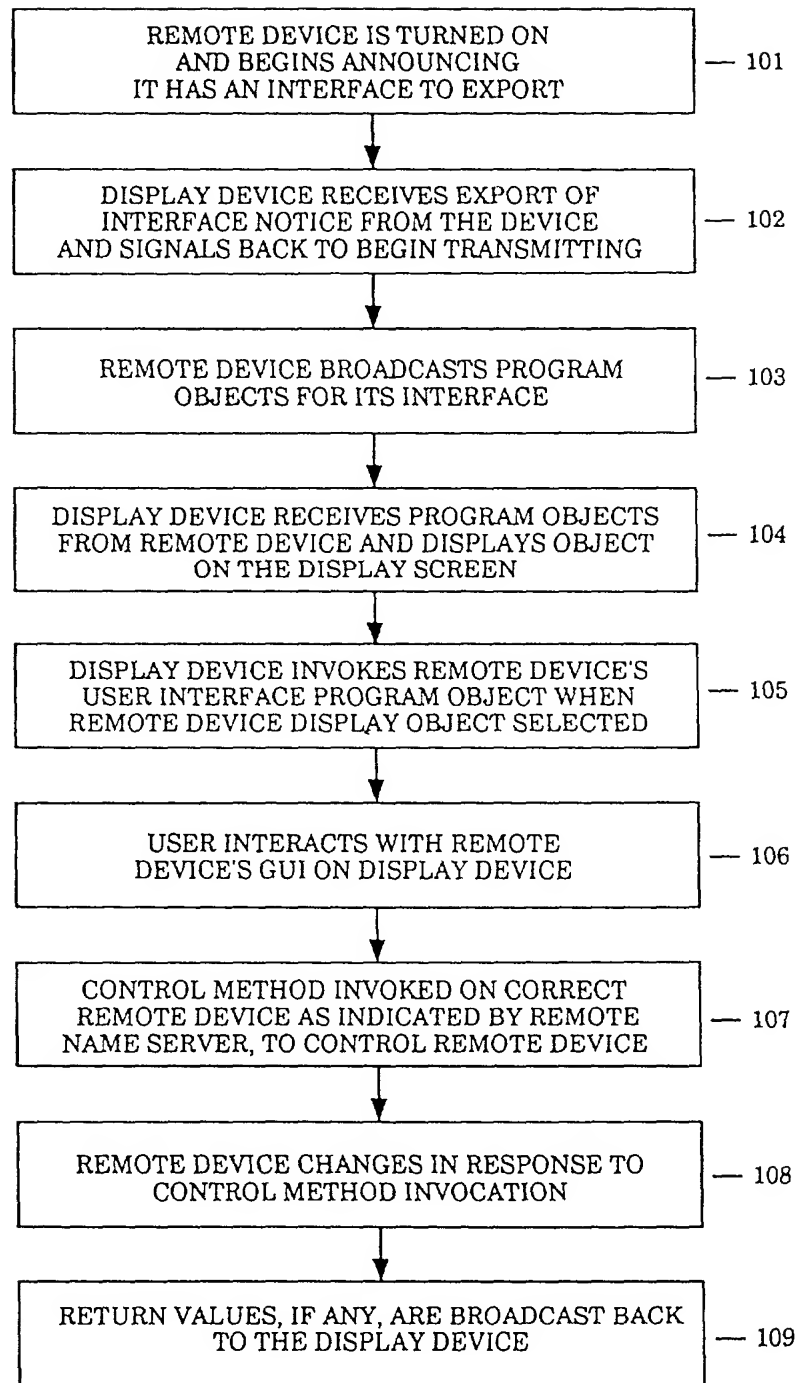 REMOTE DEVICE IS TURNED ON
AND BEGINS ANNOUNCING
IT HAS AN INTERFACE TO EXPORT
101
DISPLAY DEVICE RECEIVES EXPORT OF
INTERFACE NOTICE FROM THE DEVICE
AND SIGNALS BACK TO BEGIN TRANSMITTING
102
REMOTE DEVICE BROADCASTS PROGRAM
OBJECTS FOR ITS INTERFACE
103
DISPLAY DEVICE RECEIVES PROGRAM OBJECTS
FROM REMOTE DEVICE AND DISPLAYS OBJECT
ON THE DISPLAY SCREEN
104
DISPLAY DEVICE INVOKES REMOTE DEVICE'S
USER INTERFACE PROGRAM OBJECT WHEN
REMOTE DEVICE DISPLAY OBJECT SELECTED
105
USER INTERACTS WITH REMOTE
DEVICE'S GUI ON DISPLAY DEVICE
106
CONTROL METHOD INVOKED ON CORRECT
REMOTE DEVICE AS INDICATED BY REMOTE
NAME SERVER, TO CONTROL REMOTE DEVICE
107
REMOTE DEVICE CHANGES IN RESPONSE TO
CONTROL METHOD INVOCATION
108
RETURN VALUES, IF ANY, ARE BROADCAST BACK
TO THE DISPLAY DEVICE
109